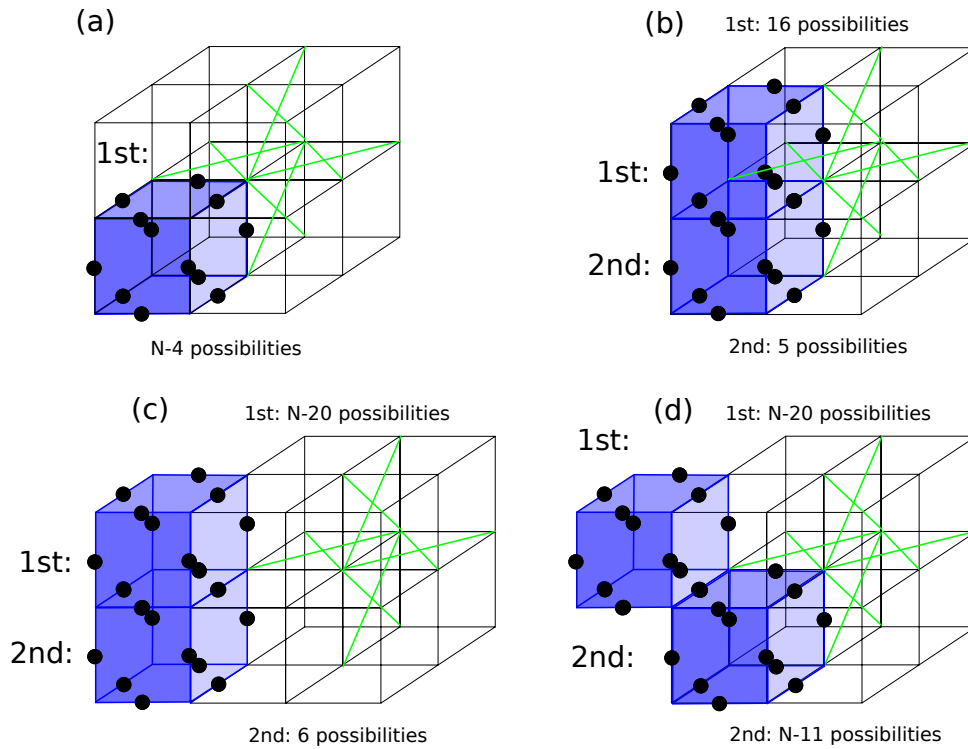 (a)
1st:
N-4 possibilities
(b)
1st: 16 possibilities
1st:
2nd:
2nd: 5 possibilities
(c)
1st: N-20 possibilities
1st:
2nd:
2nd: 6 possibilities
(d)
1st: N-20 possibilities
1st:
2nd:
2nd: N-11 possibilities